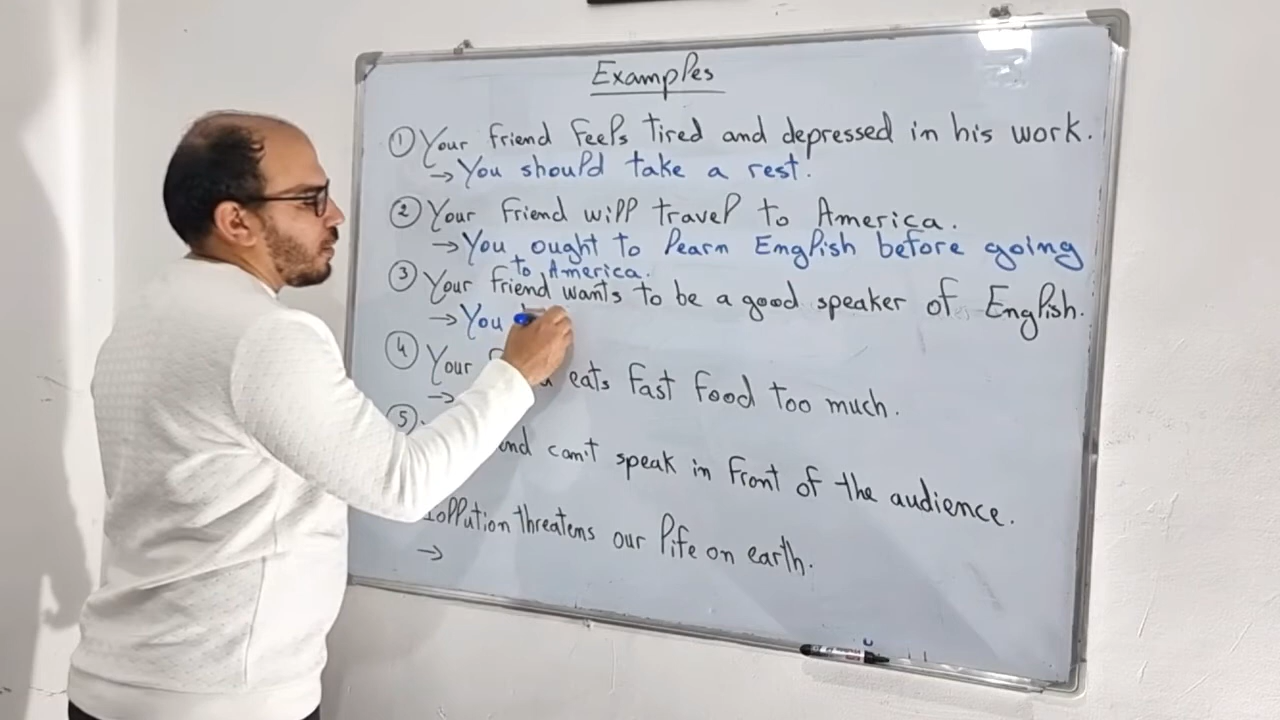 Examples
① Your friend feels tired and depressed in his work.
→ You should take a rest.
② Your friend will travel to America.
→ You ought to learn English before going
to America.
③ Your friend wants to be a good speaker of English.
→ You
④ Your eats fast food too much.
→
⑤ can't speak in front of the audience.
Pollution threatens our life on earth.
→